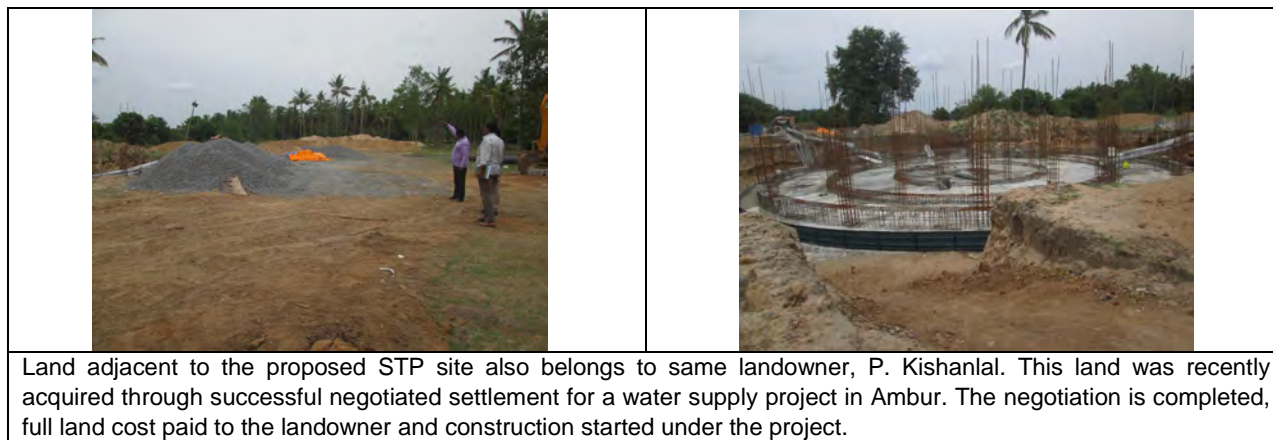 Land adjacent to the proposed STP site also belongs to same landowner, P. Kishanlal. This land was recently
acquired through successful negotiated settlement for a water supply project in Ambur. The negotiation is completed,
full land cost paid to the landowner and construction started under the project.